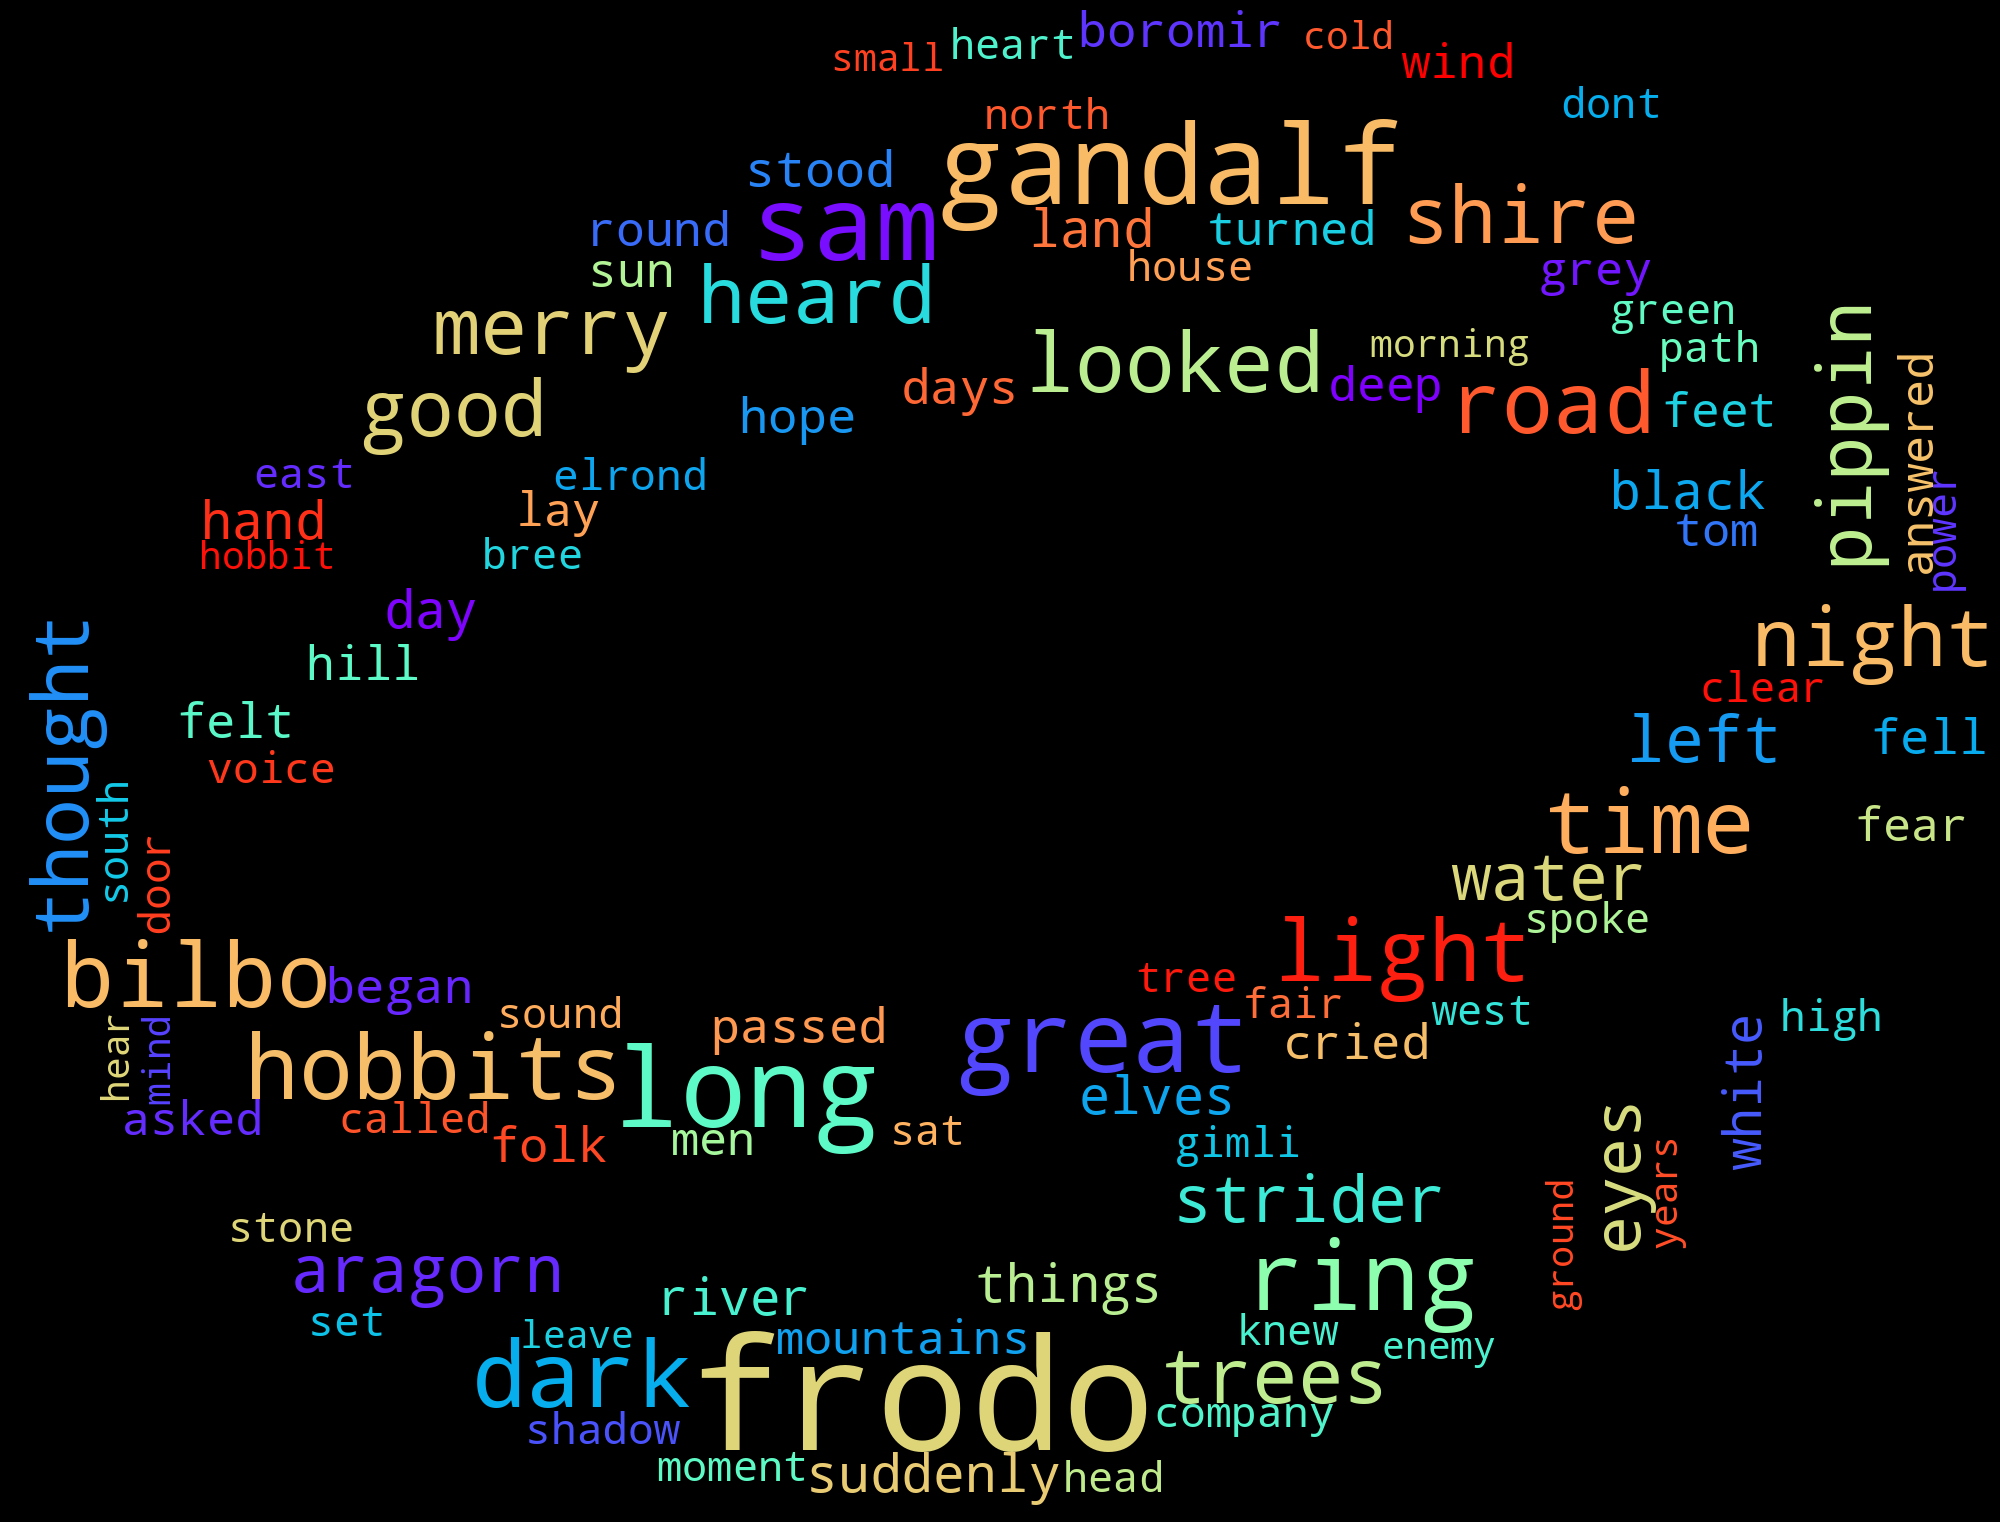 boromir
cold
small
heart
wind
dont
north
gandalf
stood
sam
shire
round
land
turned
sun
heard
house
grey
merry
green
looked
morning
path
pippin
good
days
deep
road
feet
answered
hope
east
elrond
black
power
hand
lay
tom
hobbit
bree
day
night
hill
clear
thought
felt
left
fell
voice
south
time
fear
door
water
spoke
bilbo
began
light
tree
hear
mind
sound
passed
great
fair
west
high
hobbits
long
cried
white
asked
called
elves
folk
men
sat
gimli
eyes
years
strider
ground
stone
aragorn
river
things
ring
set
leave
mountains
knew
enemy
dark
frodo
trees
shadow
company
moment
suddenly
head